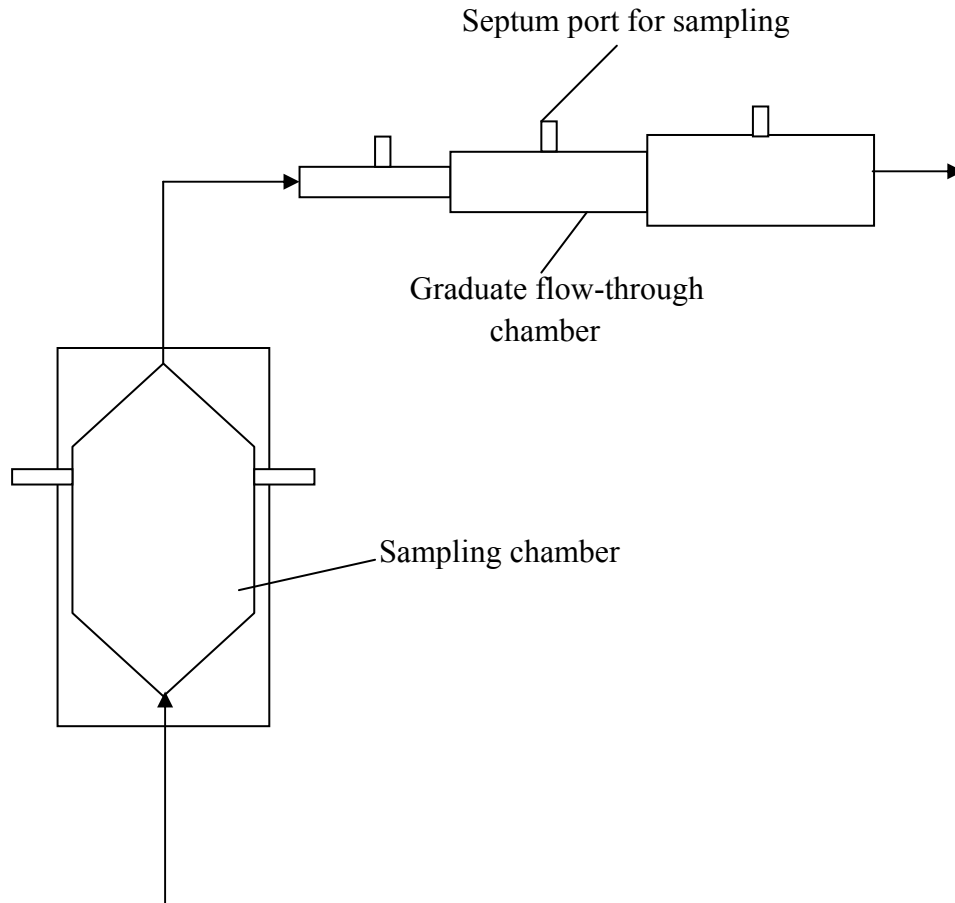 Septum port for sampling
Graduate flow-through
chamber
Sampling chamber